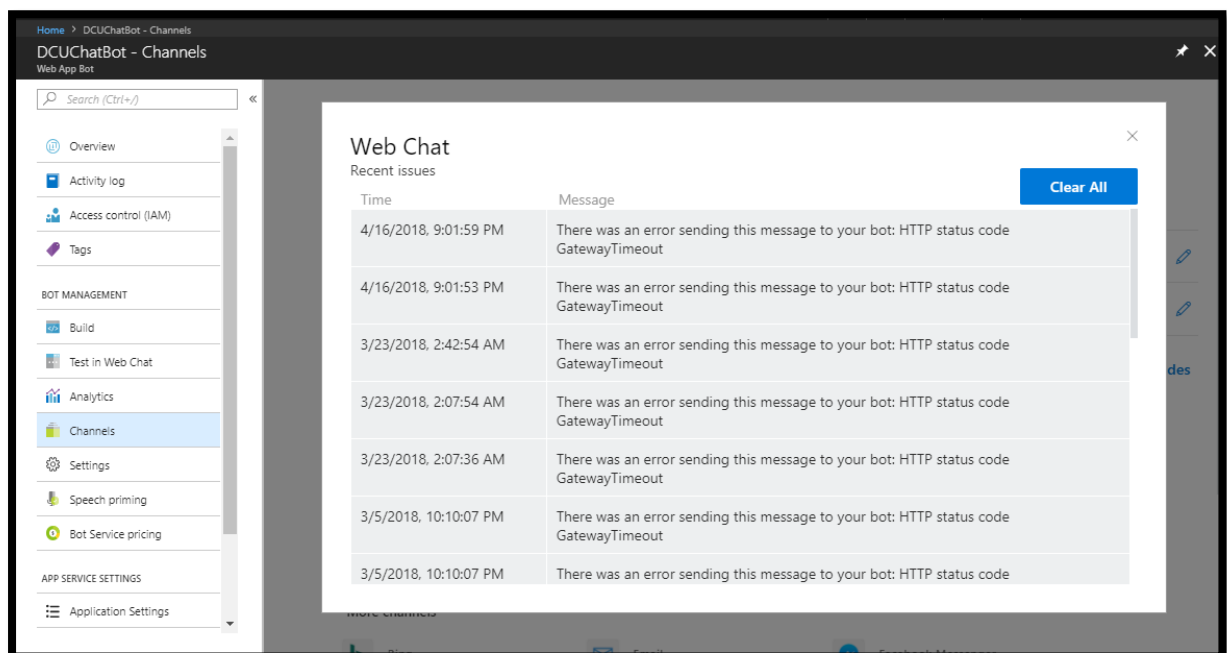 Home > DCUChatBot - Channels
DCUChatBot - Channels
Web App Bot
Search (Ctrl+/)
Overview
Activity log
Access control (IAM)
Tags
BOT MANAGEMENT
Build
Test in Web Chat
Analytics
Channels
Settings
Speech priming
Bot Service pricing
APP SERVICE SETTINGS
Application Settings
Web Chat
Recent issues
Clear All
Time Message
4/16/2018, 9:01:59 PM There was an error sending this message to your bot: HTTP status code
GatewayTimeout
4/16/2018, 9:01:53 PM There was an error sending this message to your bot: HTTP status code
GatewayTimeout
3/23/2018, 2:42:54 AM There was an error sending this message to your bot: HTTP status code
GatewayTimeout
3/23/2018, 2:07:54 AM There was an error sending this message to your bot: HTTP status code
GatewayTimeout
3/23/2018, 2:07:36 AM There was an error sending this message to your bot: HTTP status code
GatewayTimeout
3/5/2018, 10:10:07 PM There was an error sending this message to your bot: HTTP status code
GatewayTimeout
3/5/2018, 10:10:07 PM There was an error sending this message to your bot: HTTP status code
des
More channels